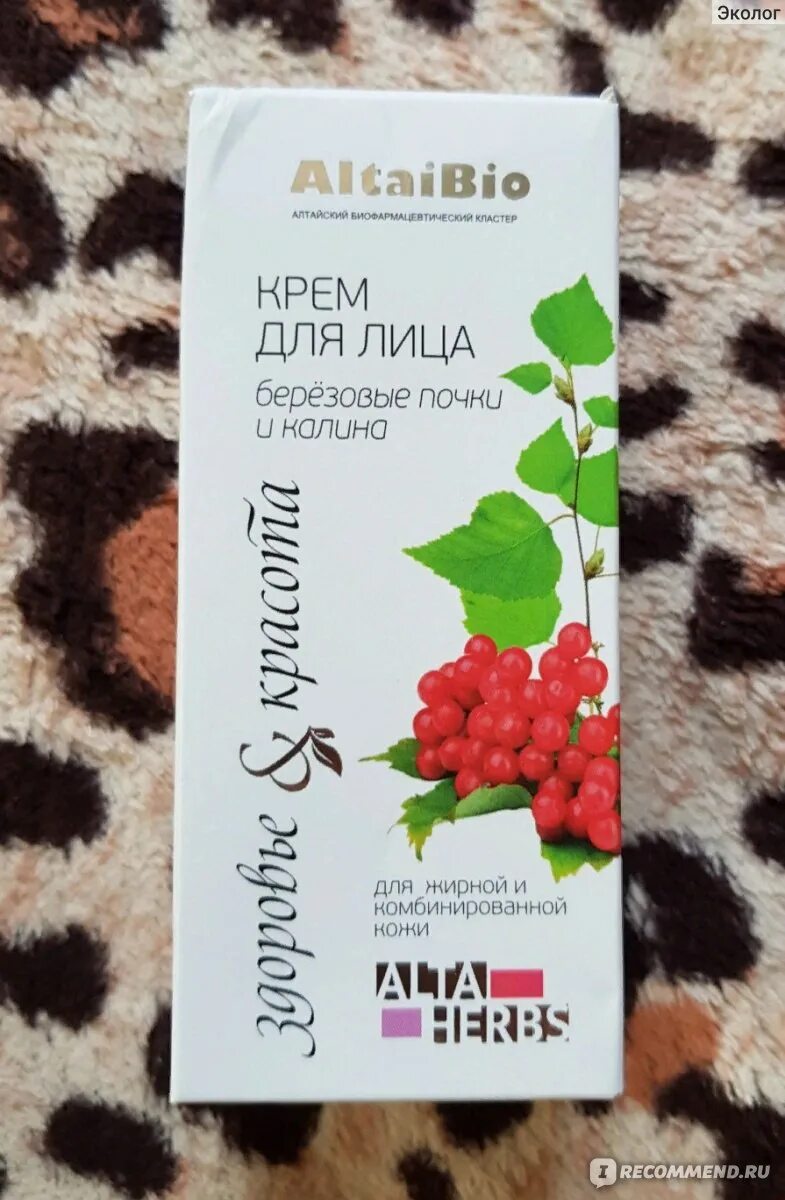 Эколог
AltaiBio
АЛТАЙСКИЙ БИОФАРМАЦЕВТИЧЕСКИЙ КЛАСТЕР
КРЕМ
ДЛЯ ЛИЦА
берёзовые почки
и калина
здоровье & красота
для жирной и
комбинированной
кожи
ALTA
HERBS
IRECOMMEND.RU